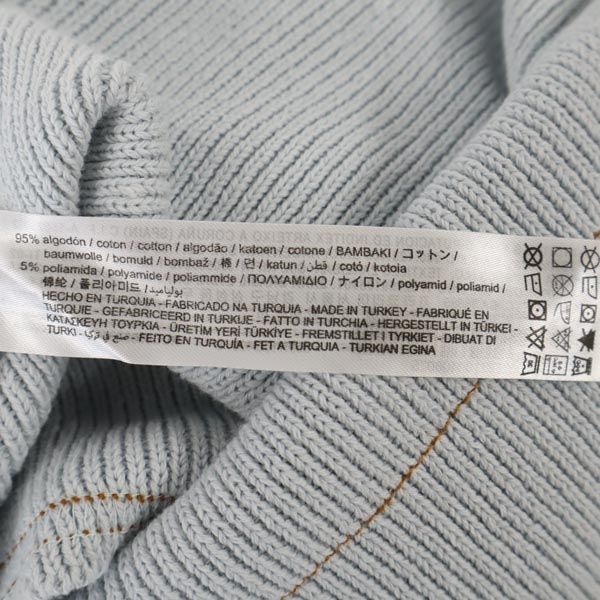 95% algodón / coton / cotton / algodão / katoen / cotone / ΒΑΜΒΑΚΙ / コットン /
baumwolle / bomuld / bombaž / 棉 / 면 / katun / قطن / cotó / kotoia
5% poliamida / polyamide / poliammide / ΠΟΛΥΑΜΙΔΙΟ / ナイロン / polyamid / poliamid /
锦纶 / 폴리아미드 / بوليامید
HECHO EN TURQUIA - FABRICADO NA TURQUIA - MADE IN TURKEY - FABRIQUÉ EN
TURQUIE - GEFABRICEERD IN TURKIJE - FATTO IN TURCHIA - HERGESTELLT IN TÜRKEI -
ΚΑΤΑΣΚΕΥΗ ΤΟΥΡΚΙΑ - ÜRETİM YERİ TÜRKİYE - FREMSTILLET I TYRKIET - DIBUAT DI
TURKI - صنع في تركي - FEITO EN TURQUÍA - FET A TURQUIA - TURKIAN EGINA